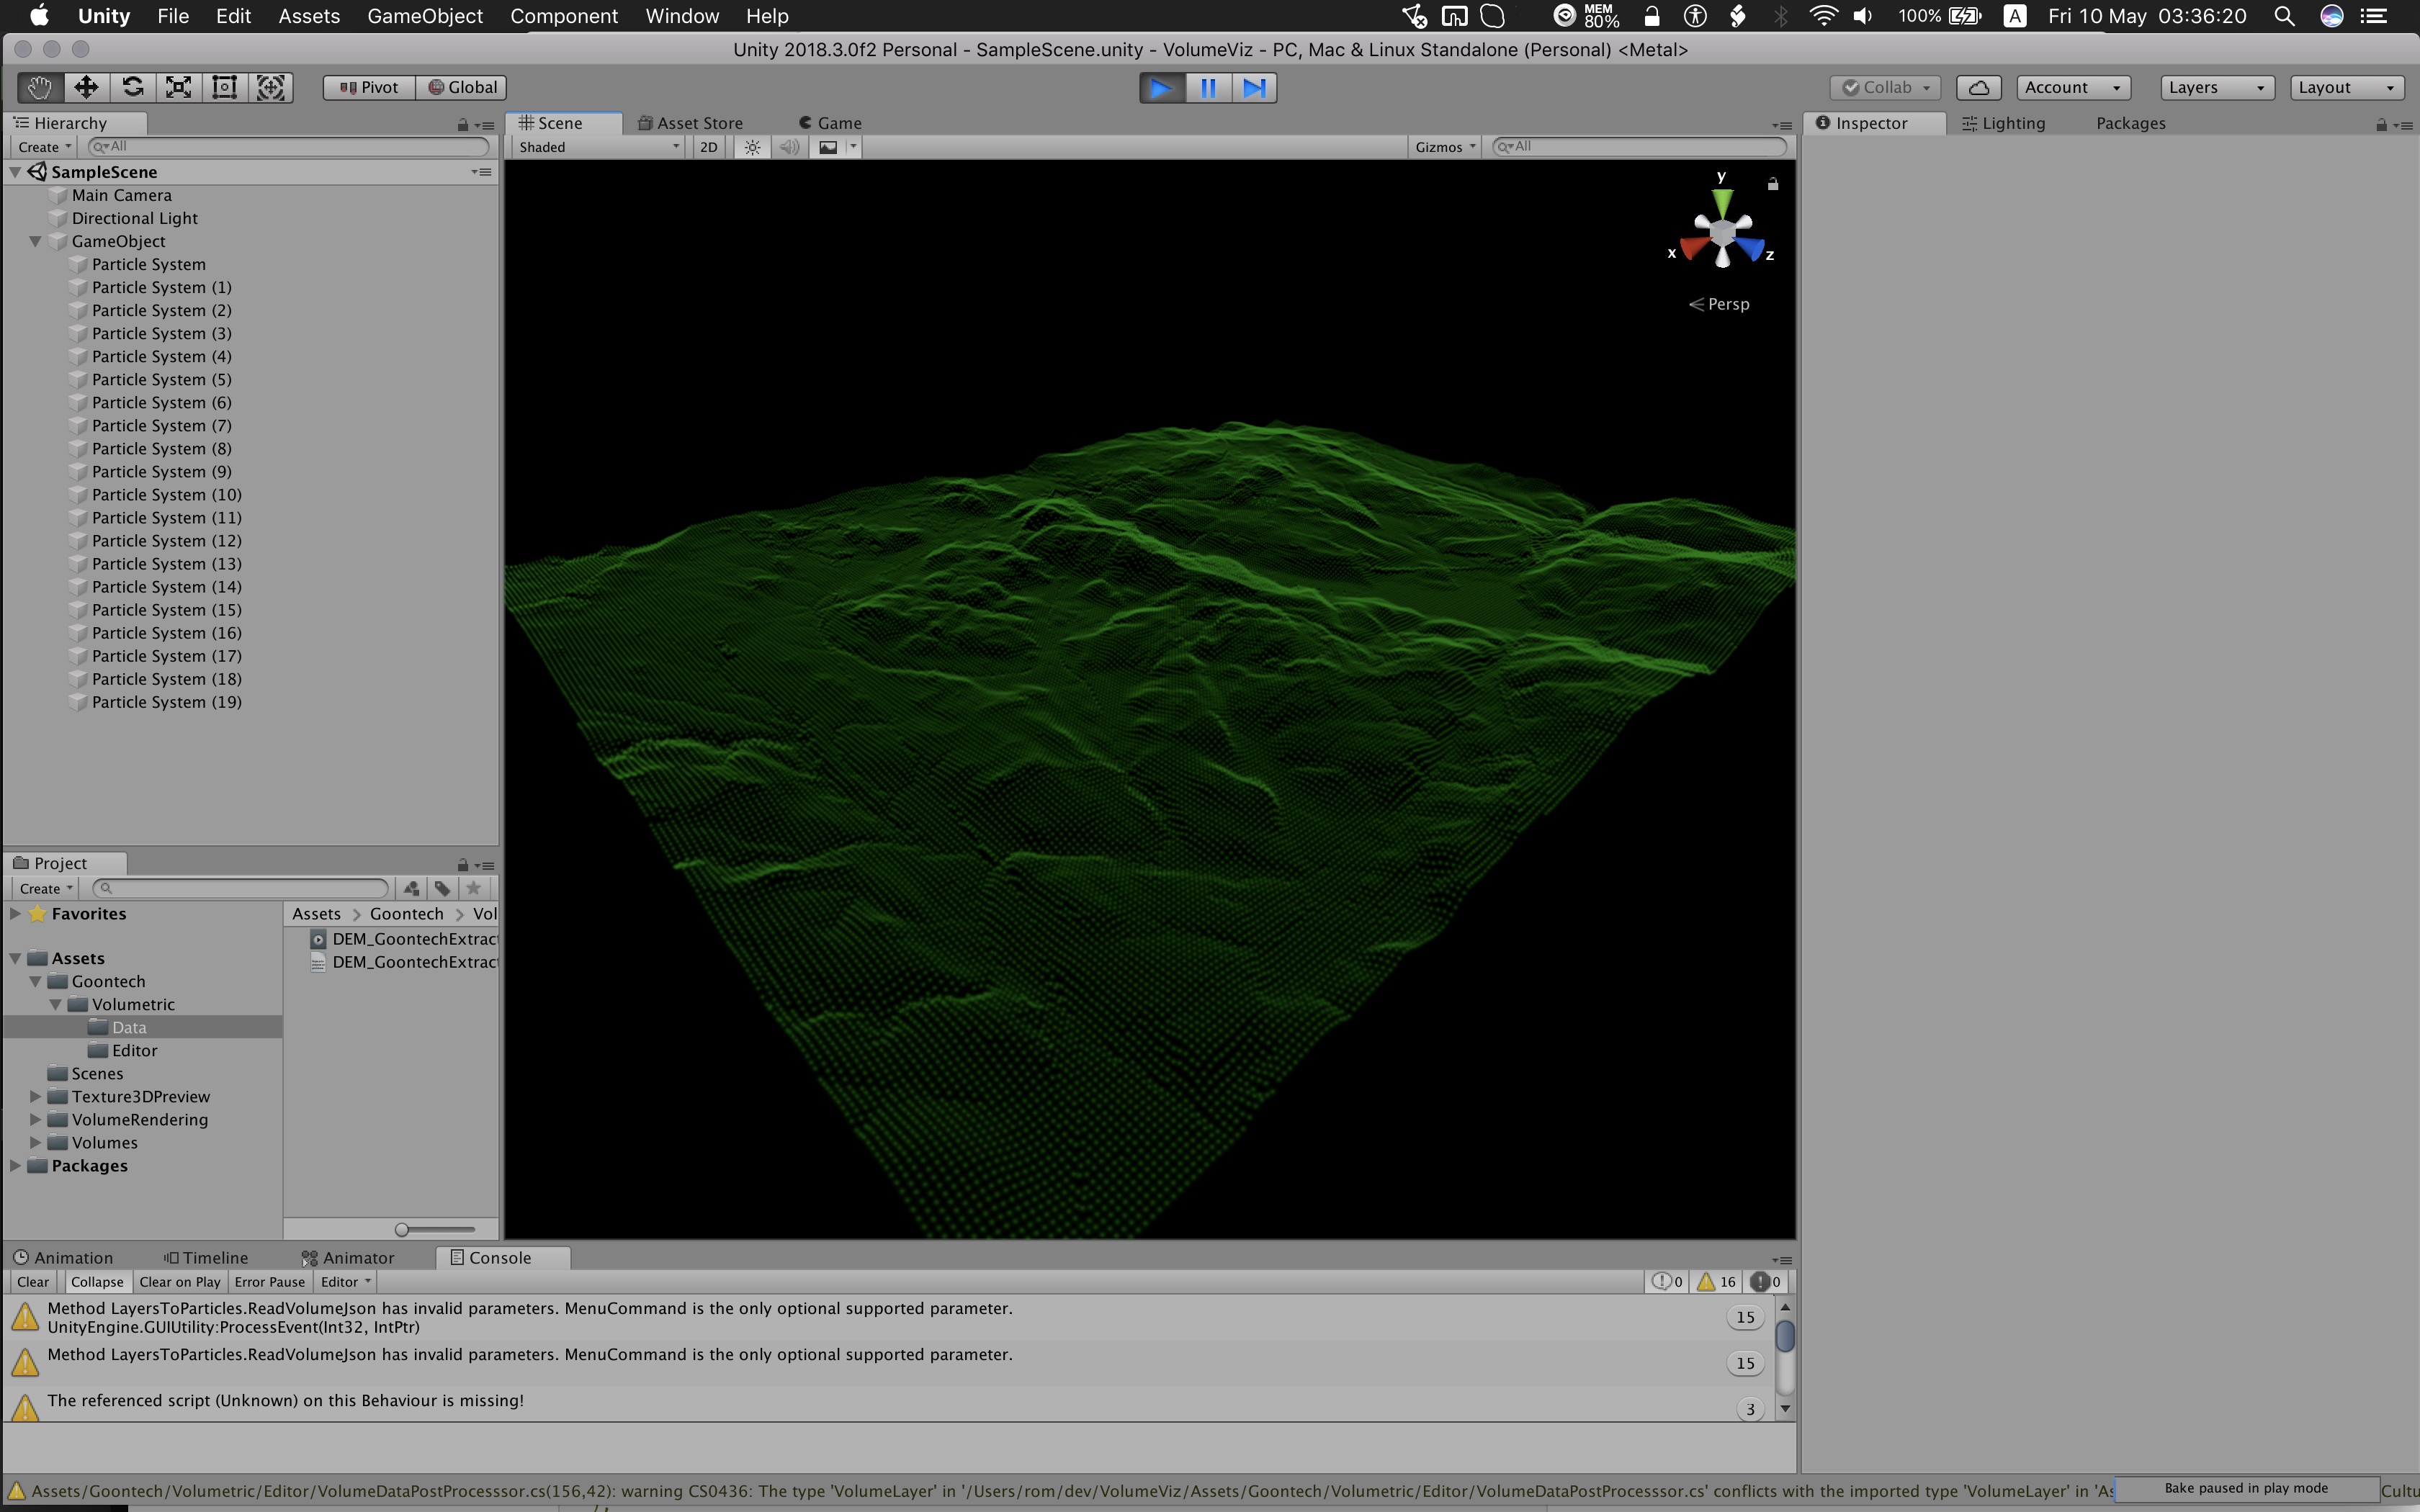 Unity File Edit Assets GameObject Component Window Help MEM 80% 100% A Fri 10 May 03:36:20
Unity 2018.3.0f2 Personal - SampleScene.unity - VolumeViz - PC, Mac & Linux Standalone (Personal) <Metal>
Pivot Global Collab Account Layers Layout
Hierarchy
Create All
SampleScene
Main Camera
Directional Light
GameObject
Particle System
Particle System (1)
Particle System (2)
Particle System (3)
Particle System (4)
Particle System (5)
Particle System (6)
Particle System (7)
Particle System (8)
Particle System (9)
Particle System (10)
Particle System (11)
Particle System (12)
Particle System (13)
Particle System (14)
Particle System (15)
Particle System (16)
Particle System (17)
Particle System (18)
Particle System (19)
Scene Asset Store Game
Shaded 2D Gizmos All
y
x z
Persp
Inspector Lighting Packages
Project
Create
Favorites
Assets
Goontech
Volumetric
Data
Editor
Scenes
Texture3DPreview
VolumeRendering
Volumes
Packages
Assets > Goontech > Vol
DEM_GoontechExtract
DEM_GoontechExtract
Animation Timeline Animator Console
Clear Collapse Clear on Play Error Pause Editor 0 16 0
Method LayersToParticles.ReadVolumeJson has invalid parameters. MenuCommand is the only optional supported parameter.
UnityEngine.GUIUtility:ProcessEvent(Int32, IntPtr)
15
Method LayersToParticles.ReadVolumeJson has invalid parameters. MenuCommand is the only optional supported parameter.
15
The referenced script (Unknown) on this Behaviour is missing!
3
Assets/Goontech/Volumetric/Editor/VolumeDataPostProcesssor.cs(156,42): warning CS0436: The type 'VolumeLayer' in '/Users/rom/dev/VolumeViz/Assets/Goontech/Volumetric/Editor/VolumeDataPostProcesssor.cs' conflicts with the imported type 'VolumeLayer' in 'As
Bake paused in play mode
Cultu